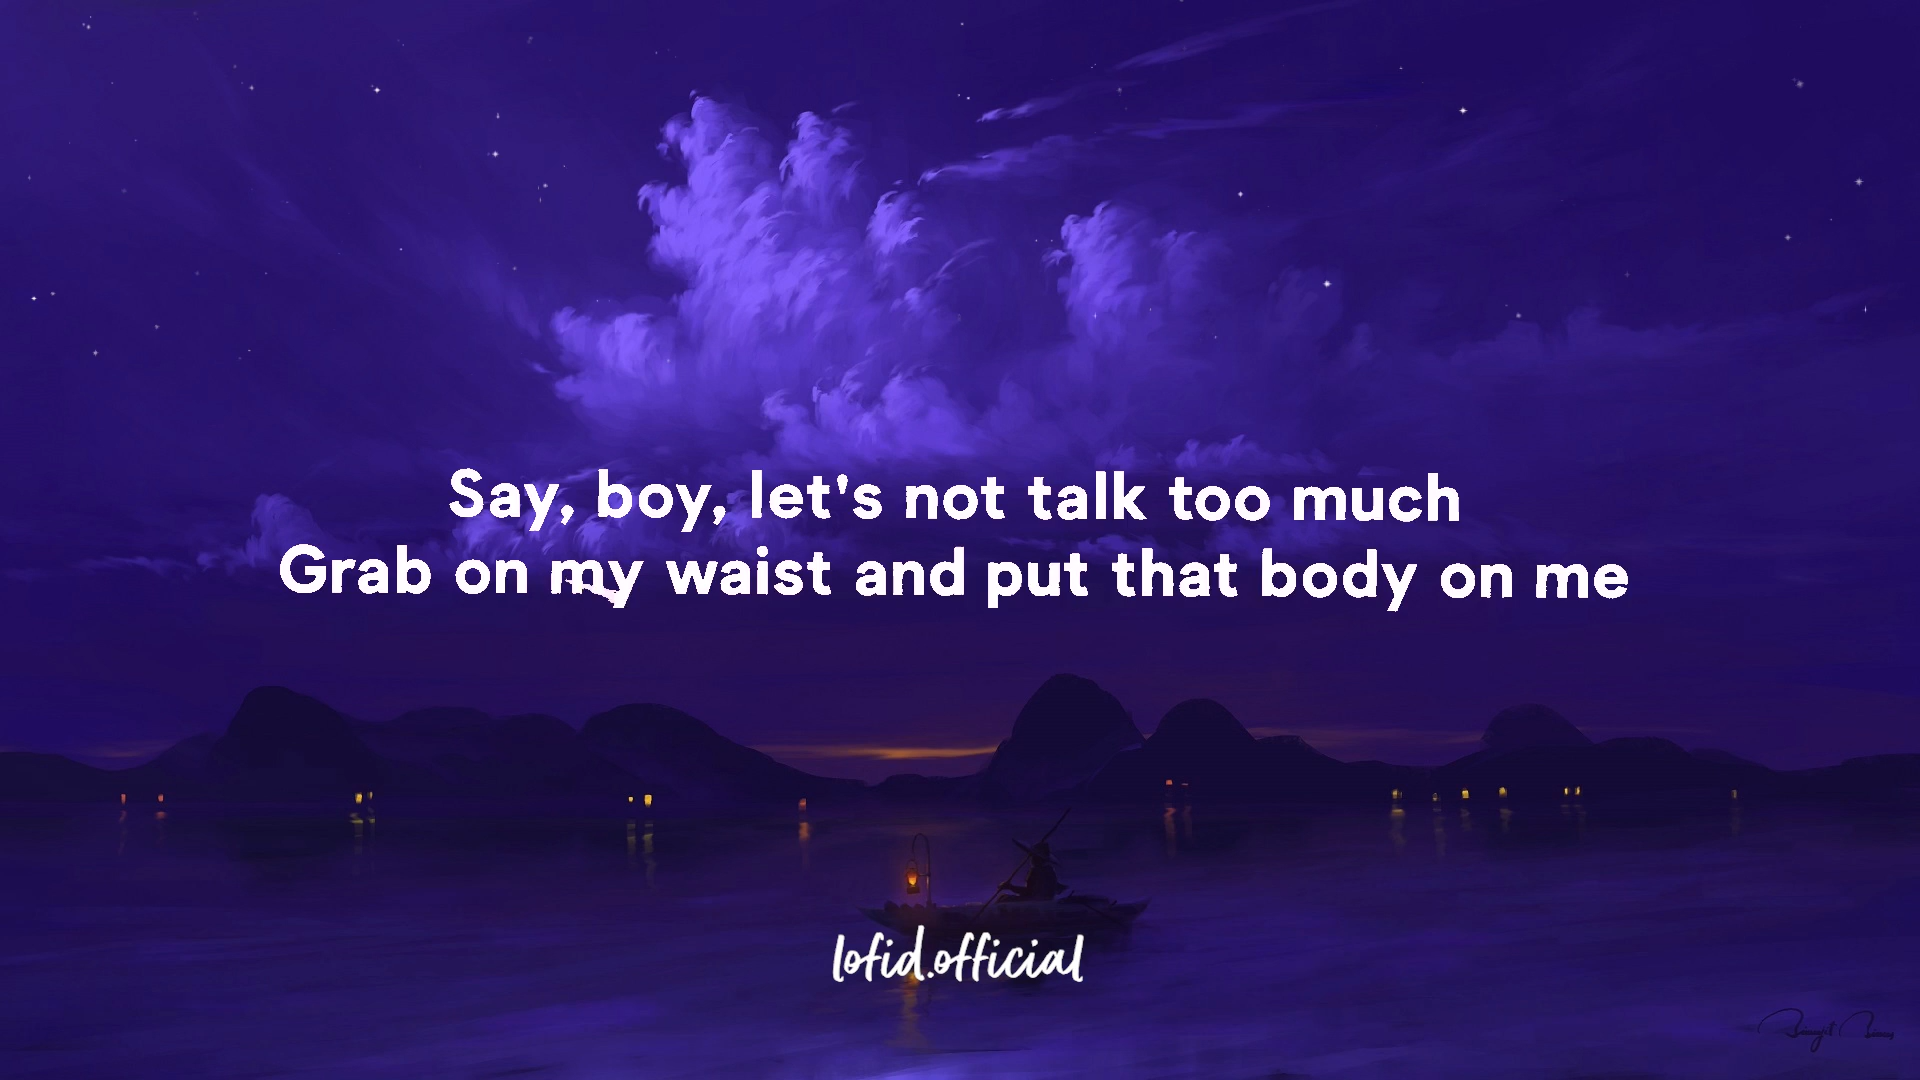 Say, boy, let's not talk too much
Grab on my waist and put that body on me
lofid.official